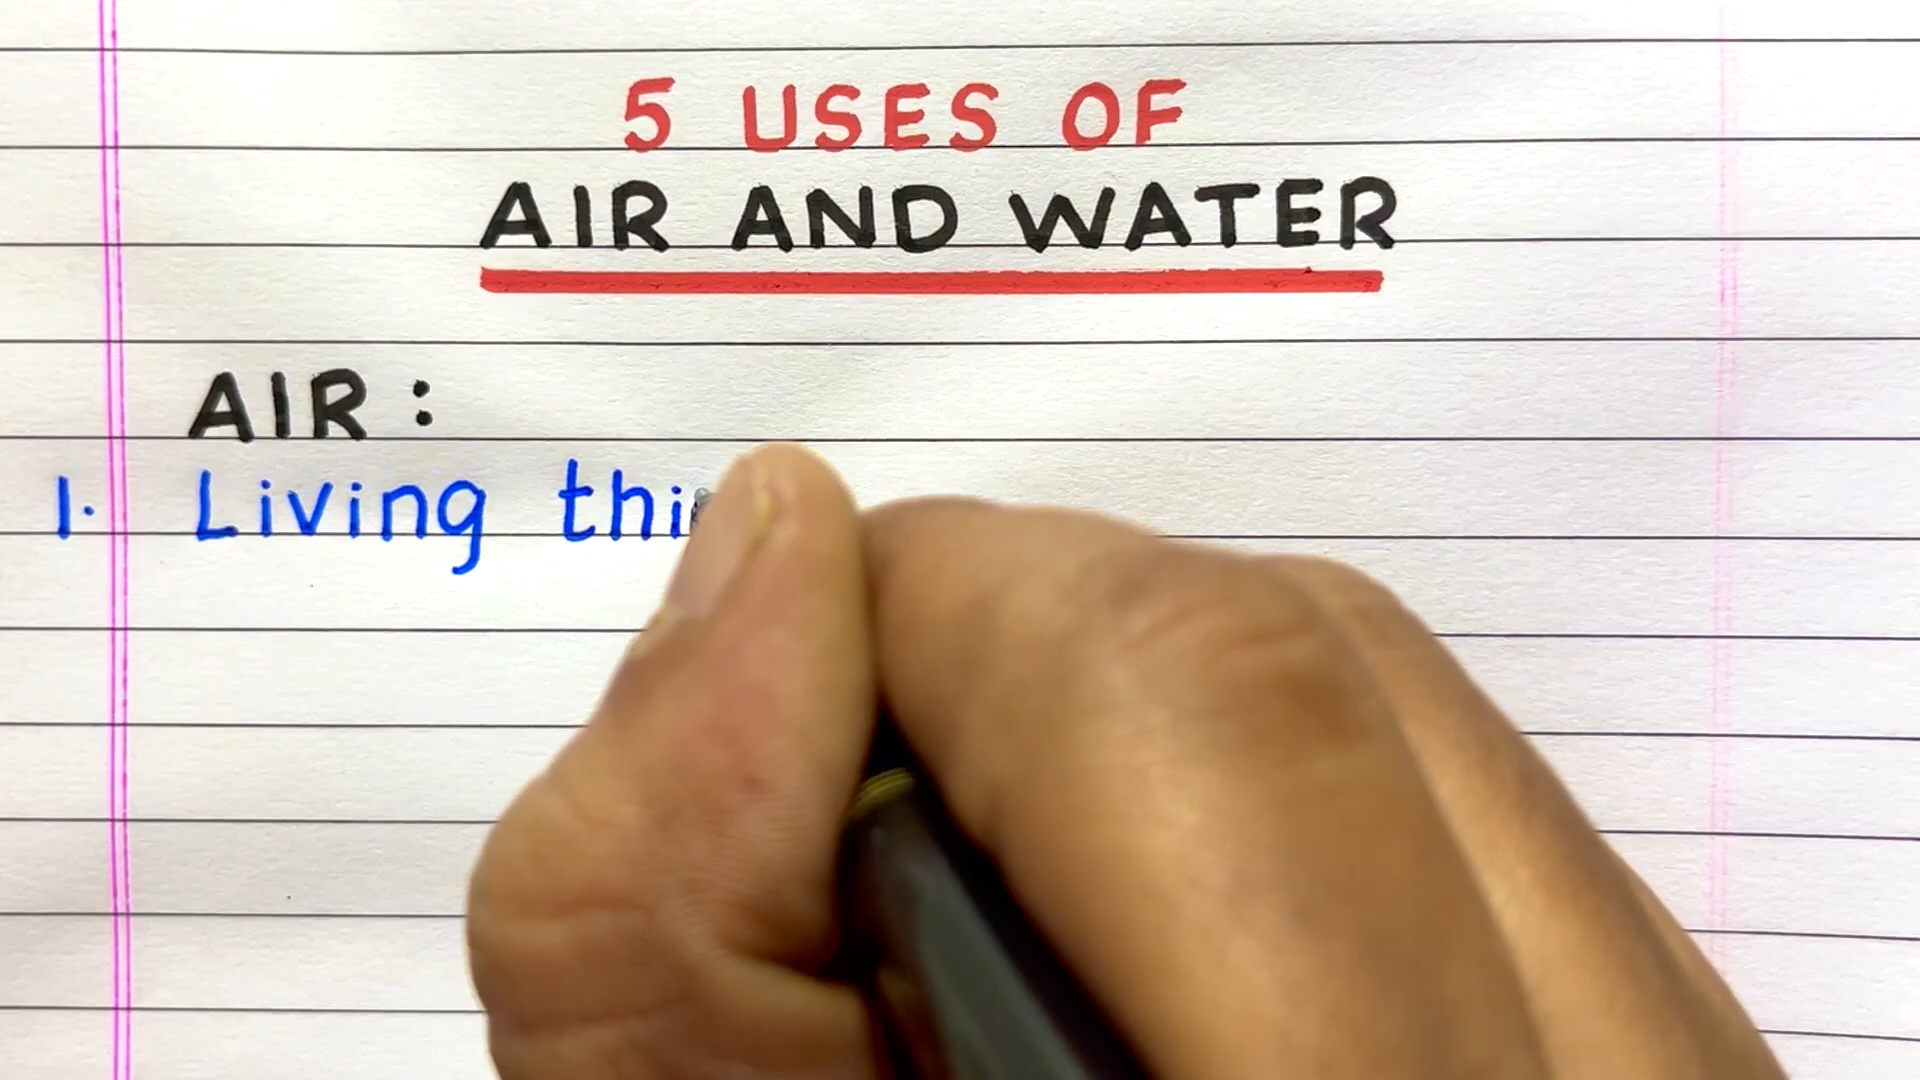 5 USES OF
AIR AND WATER
AIR :
1. Living thi